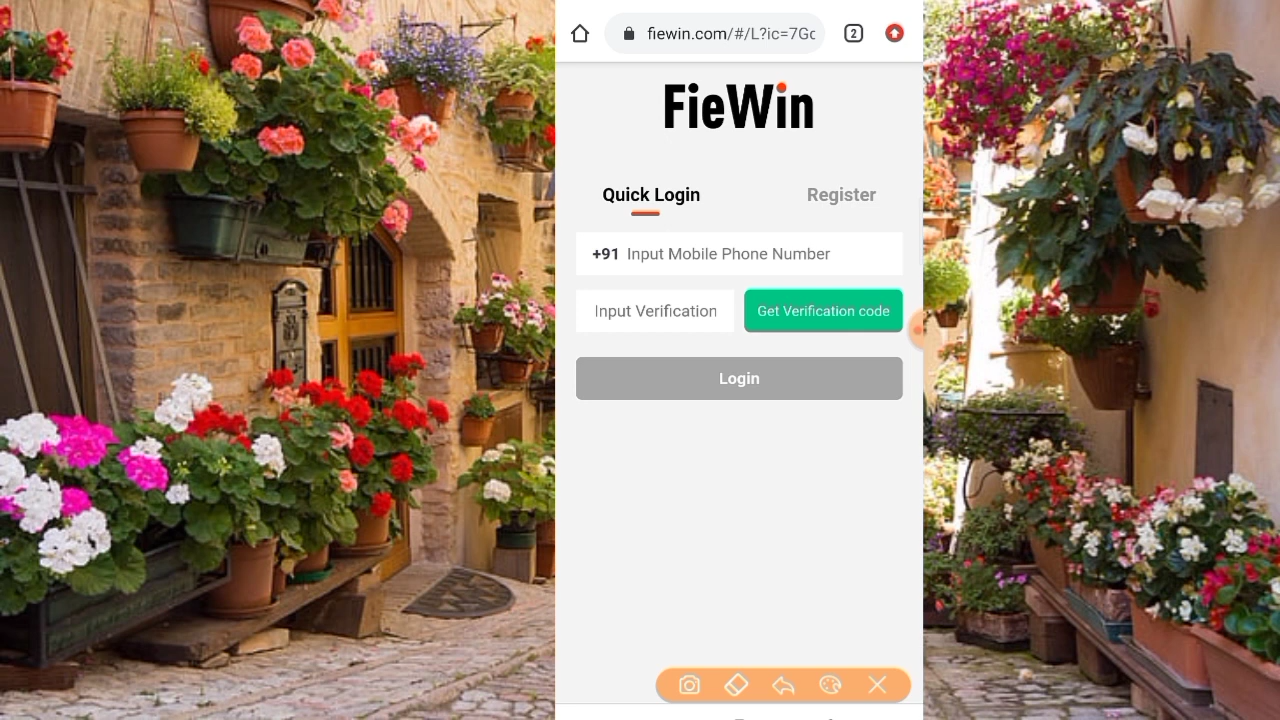 fiewin.com/#/L?ic=7Gc
2
FieWin
Quick Login
Register
+91 Input Mobile Phone Number
Input Verification
Get Verification code
Login